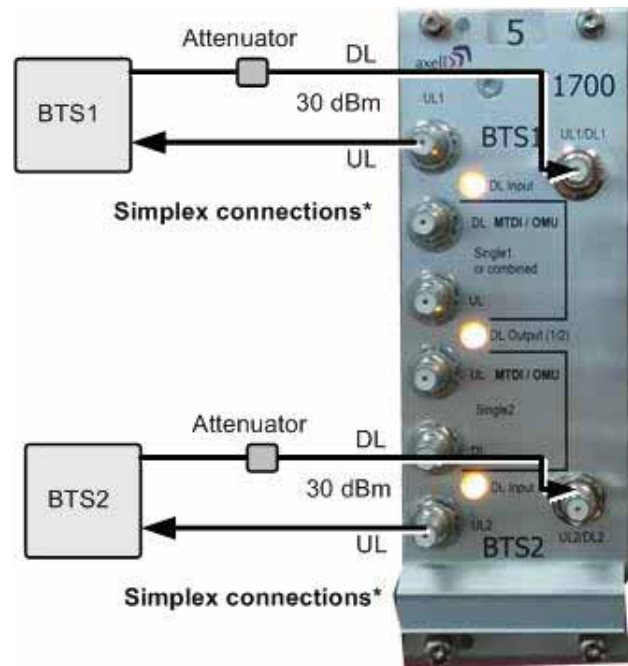 Attenuator
DL
30 dBm
BTS1
UL
Simplex connections*
5
axell
1700
UL1
BTS1
UL1/DL1
DL Input
DL MTDI / OMU
Single1
or combined
UL
DL Output (1/2)
UL MTDI / OMU
Single2
DL
Attenuator
DL
30 dBm
BTS2
UL
Simplex connections*
DL Input
UL2
BTS2
UL2/DL2